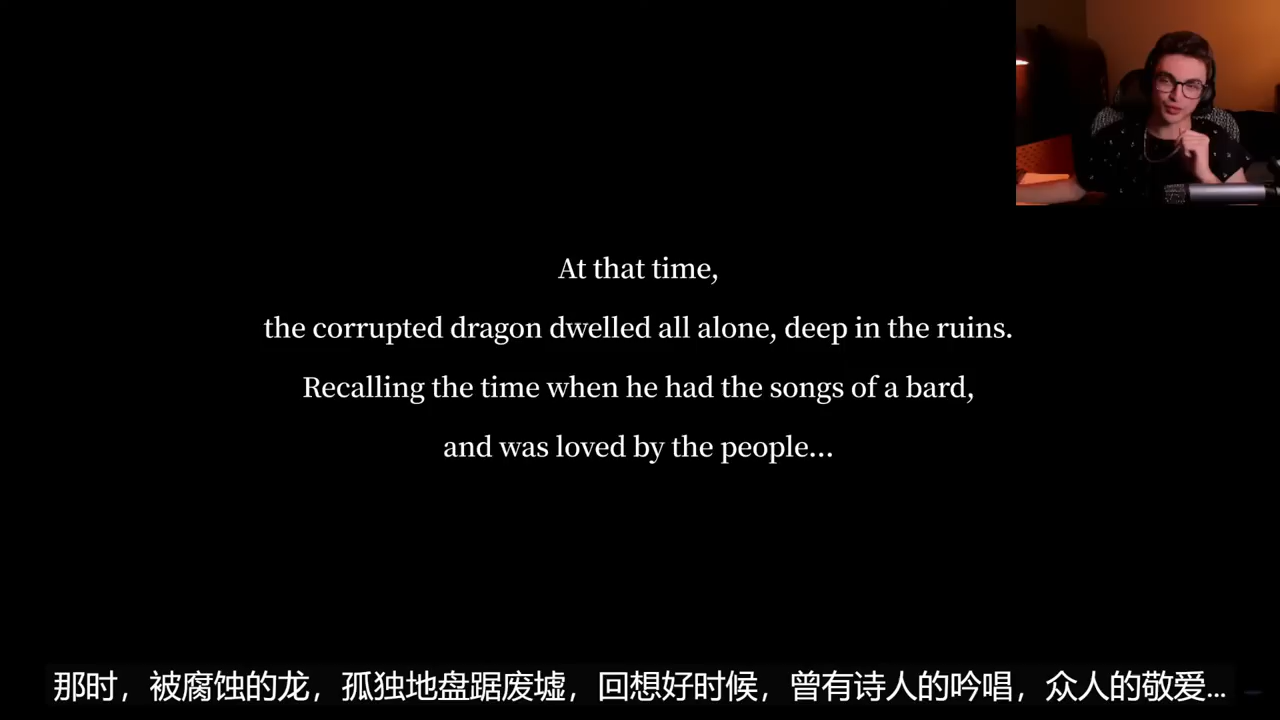 At that time,
the corrupted dragon dwelled all alone, deep in the ruins.
Recalling the time when he had the songs of a bard,
and was loved by the people...
那时，被腐蚀的龙，孤独地盘踞废墟，回想好时候，曾有诗人的吟唱，众人的敬爱...